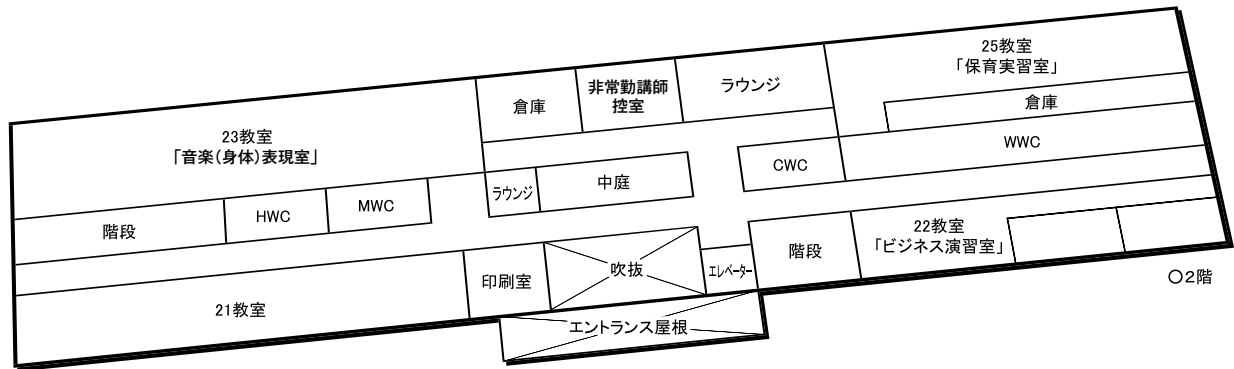 25教室
「保育実習室」
ラウンジ
非常勤講師
控室
倉庫
倉庫
23教室
「音楽(身体)表現室」
WWC
CWC
中庭
ラウンジ
MWC
HWC
階段
22教室
「ビジネス演習室」
階段
エレベーター
吹抜
印刷室
21教室
エントランス屋根
○2階